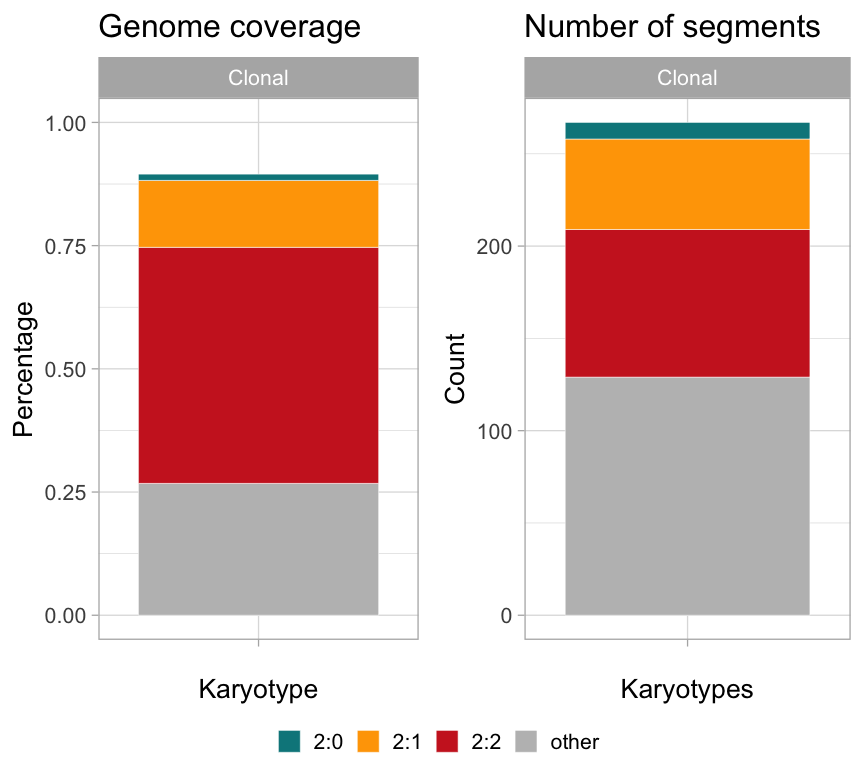 Genome coverage
Clonal
Percentage
1.00
0.75
0.50
0.25
0.00
Karyotype
Number of segments
Clonal
Count
200
100
0
Karyotypes
2:0 2:1 2:2 other